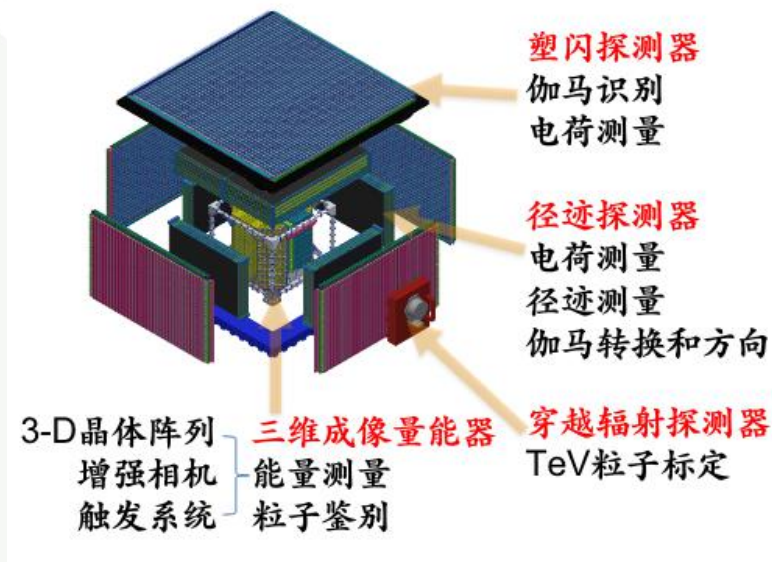 塑闪探测器
伽马识别
电荷测量
径迹探测器
电荷测量
径迹测量
伽马转换和方向
穿越辐射探测器
TeV粒子标定
三维成像量能器
能量测量
粒子鉴别
3-D晶体阵列
增强相机
触发系统